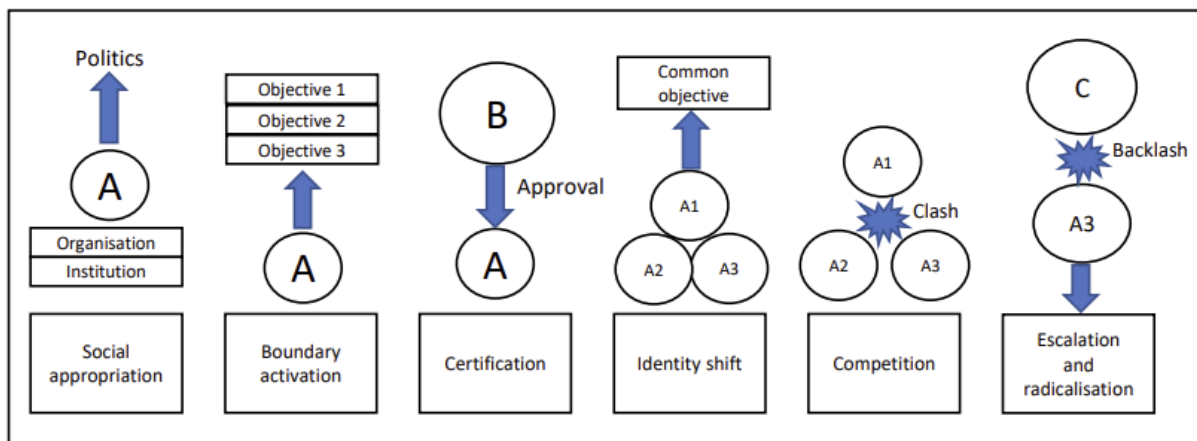 Politics
A
Organisation
Institution
Social
appropriation
Objective 1
Objective 2
Objective 3
A
Boundary
activation
B
Approval
A
Certification
Common
objective
A1
A2
A3
Identity shift
A1
Clash
A2
A3
Competition
C
Backlash
A3
Escalation
and
radicalisation